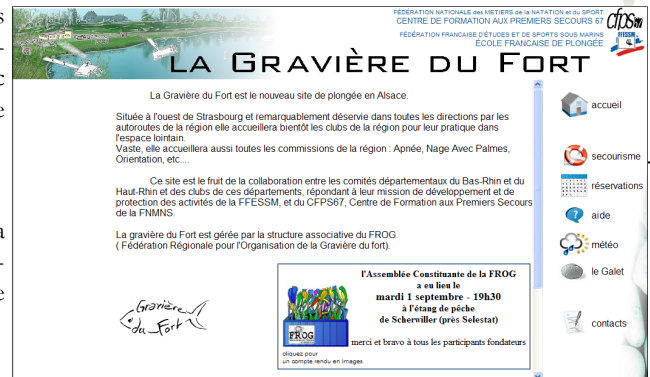 FÉDÉRATION NATIONALE des METIERS de la NATATION et du SPORT
CENTRE DE FORMATION AUX PREMIERS SECOURS 67
FÉDÉRATION FRANCAISE D'ÉTUDES ET DE SPORTS SOUS MARINS
ÉCOLE FRANCAISE DE PLONGÉE
LA GRAVIÈRE DU FORT
La Gravière du Fort est le nouveau site de plongée en Alsace.
Située à l'ouest de Strasbourg et remarquablement déservie dans toutes les directions par les
autoroutes de la région elle accueillera bientôt les clubs de la région pour leur pratique dans
l'espace lointain.
Vaste, elle accueillera aussi toutes les commissions de la région : Apnée, Nage Avec Palmes,
Orientation, etc....
Ce site est le fruit de la collaboration entre les comités départementaux du Bas-Rhin et du
Haut-Rhin et des clubs de ces départements, répondant à leur mission de développement et de
protection des activités de la FFESSM, et du CFPS67, Centre de Formation aux Premiers Secours
de la FNMNS.
La gravière du Fort est gérée par la structure associative du FROG.
( Fédération Régionale pour l'Organisation de la Gravière du fort).
Gravière
du Fort
l'Assemblée Constituante de la FROG
a eu lieu le
mardi 1 septembre - 19h30
à l'étang de pêche
de Scherwiller (près Selestat)
merci et bravo à tous les participants fondateurs
FROG
cliquez pour
un compte rendu en images
accueil
secourisme
réservations
aide
météo
le Galet
contacts